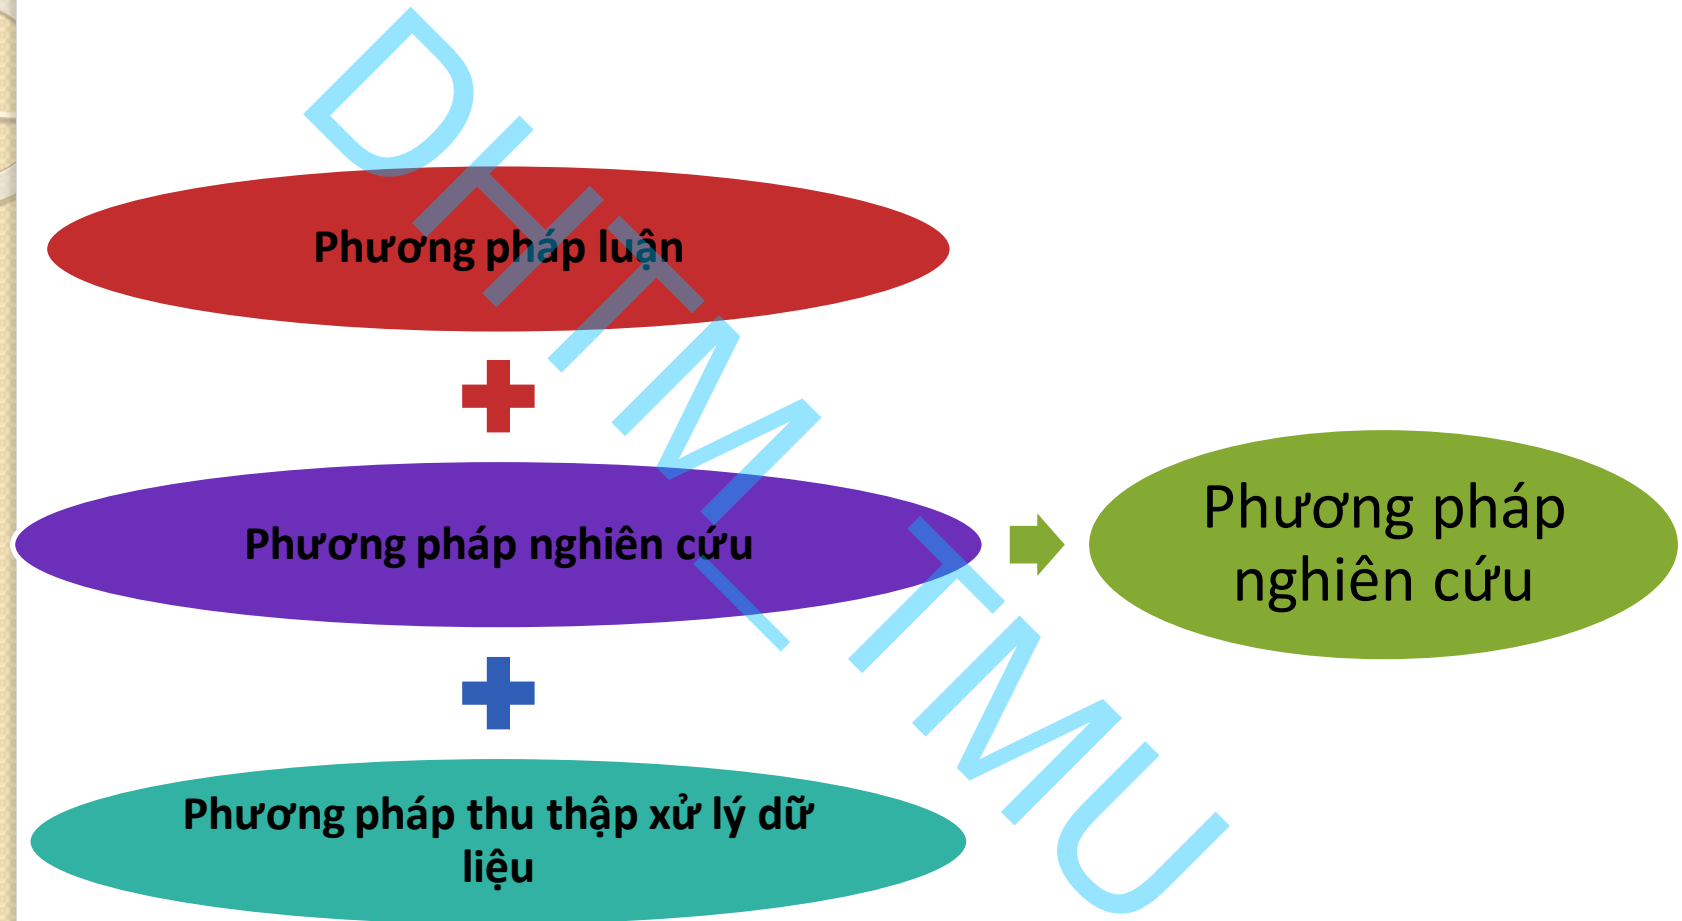 Phương pháp luận
Phương pháp nghiên cứu
Phương pháp thu thập xử lý dữ
liệu
Phương pháp
nghiên cứu
DHTM_TMU